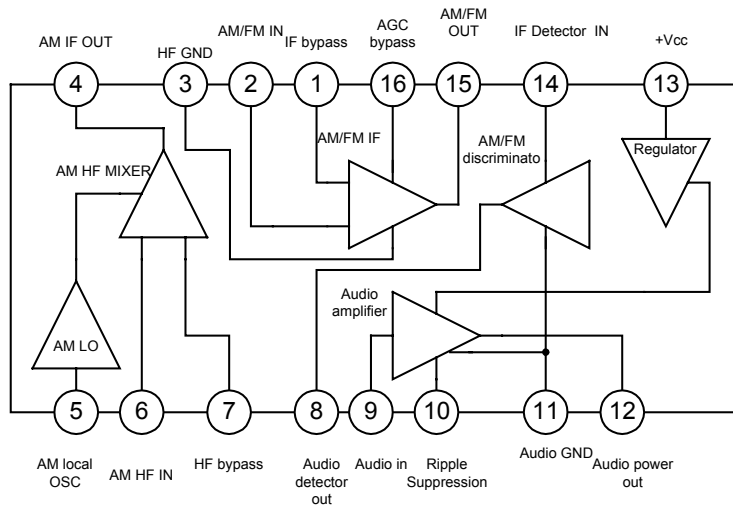 AM IF OUT
HF GND
AM/FM IN
IF bypass
AGC
bypass
AM/FM
OUT
IF Detector IN
+Vcc
4
3
2
1
16
15
14
13
AM/FM IF
AM/FM
discriminato
Regulator
AM HF MIXER
Audio
amplifier
AM LO
5
6
7
8
9
10
11
12
AM local
OSC
AM HF IN
HF bypass
Audio
detector
out
Audio in
Ripple
Suppression
Audio GND
Audio power
out